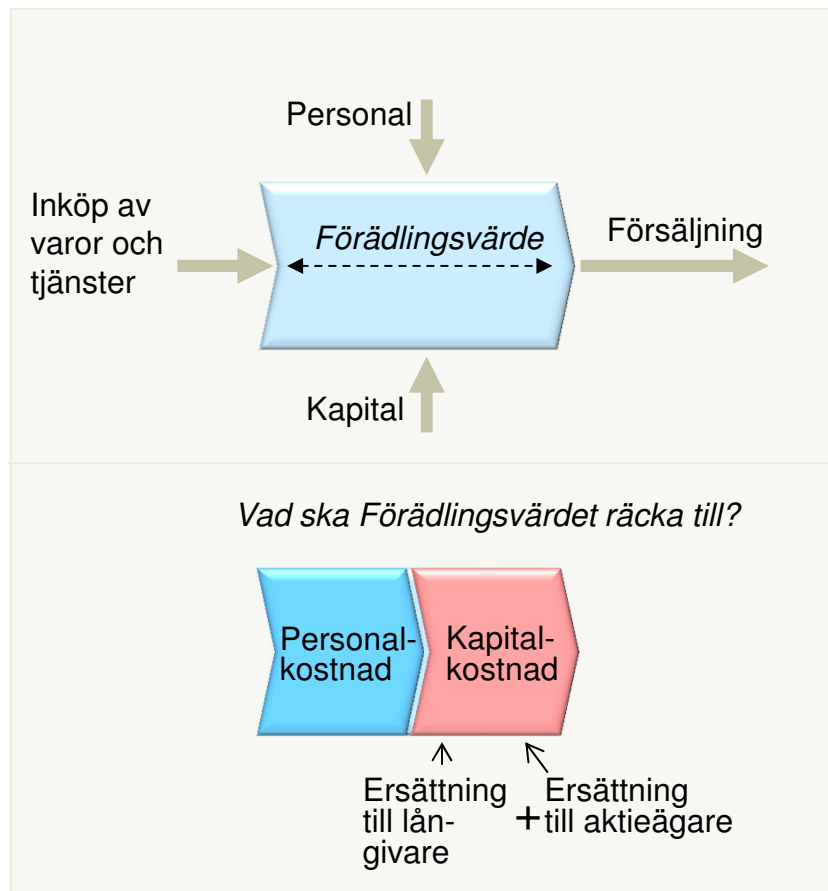 Personal
Inköp av
varor och
tjänster
Förädlingsvärde
Försäljning
Kapital
Vad ska Förädlingsvärdet räcka till?
Personal-
kostnad
Kapital-
kostnad
Ersättning
till lån-
givare
+
Ersättning
till aktieägare